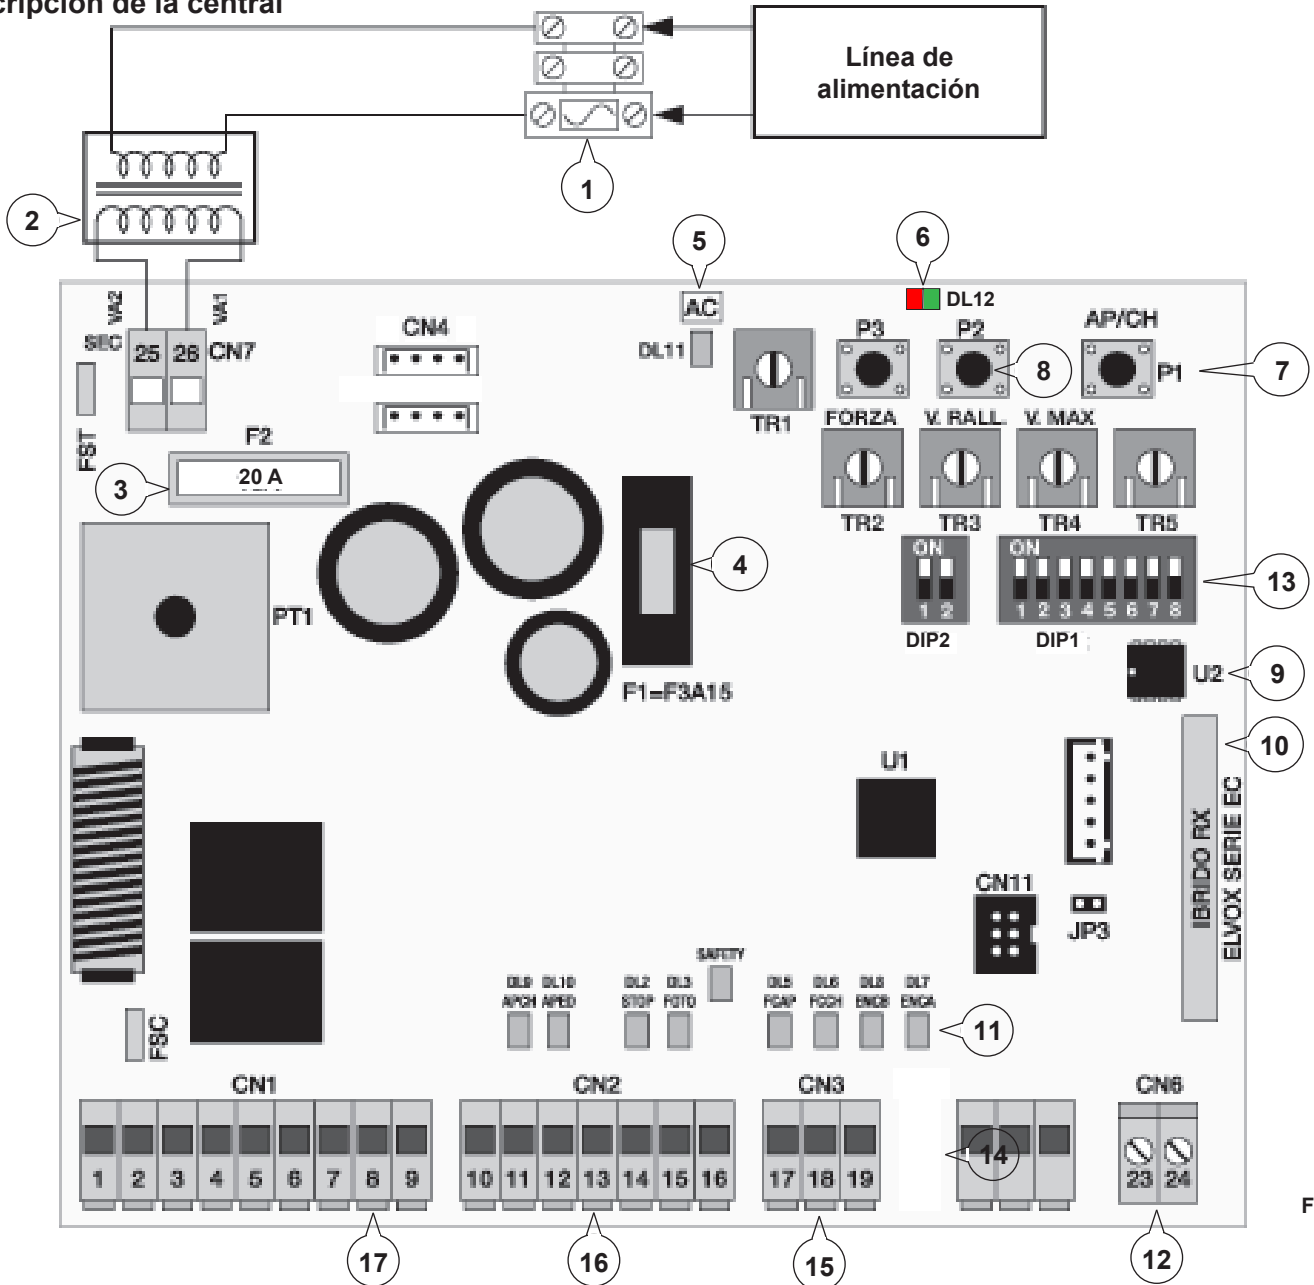 cripción de la central
Línea de
alimentación
1
2
5
6
AC
DL12
VA2
VA1
SEC
25
26
CN7
CN4
DL11
P3
P2
AP/CH
8
P1
7
FST
F2
20 A
3
TR1
FORZA
V. RALL.
V. MAX
TR2
TR3
TR4
TR5
4
ON
1 2
ON
1 2 3 4 5 6 7 8
13
DIP2
DIP1
PT1
U2
9
F1=F3A15
10
U1
IBRIDO RX
ELVOX SERIE EC
CN11
JP3
SAFETY
DL9
APCH
DL10
APED
DL2
STOP
DL3
FOTO
DL5
FCAP
DL6
FCCH
DL8
ENCB
DL7
ENCA
11
FSC
CN1
CN2
CN3
CN6
1 2 3 4 5 6 7 8 9
10 11 12 13 14 15 16
17 18 19
14
23 24
F
17
16
15
12